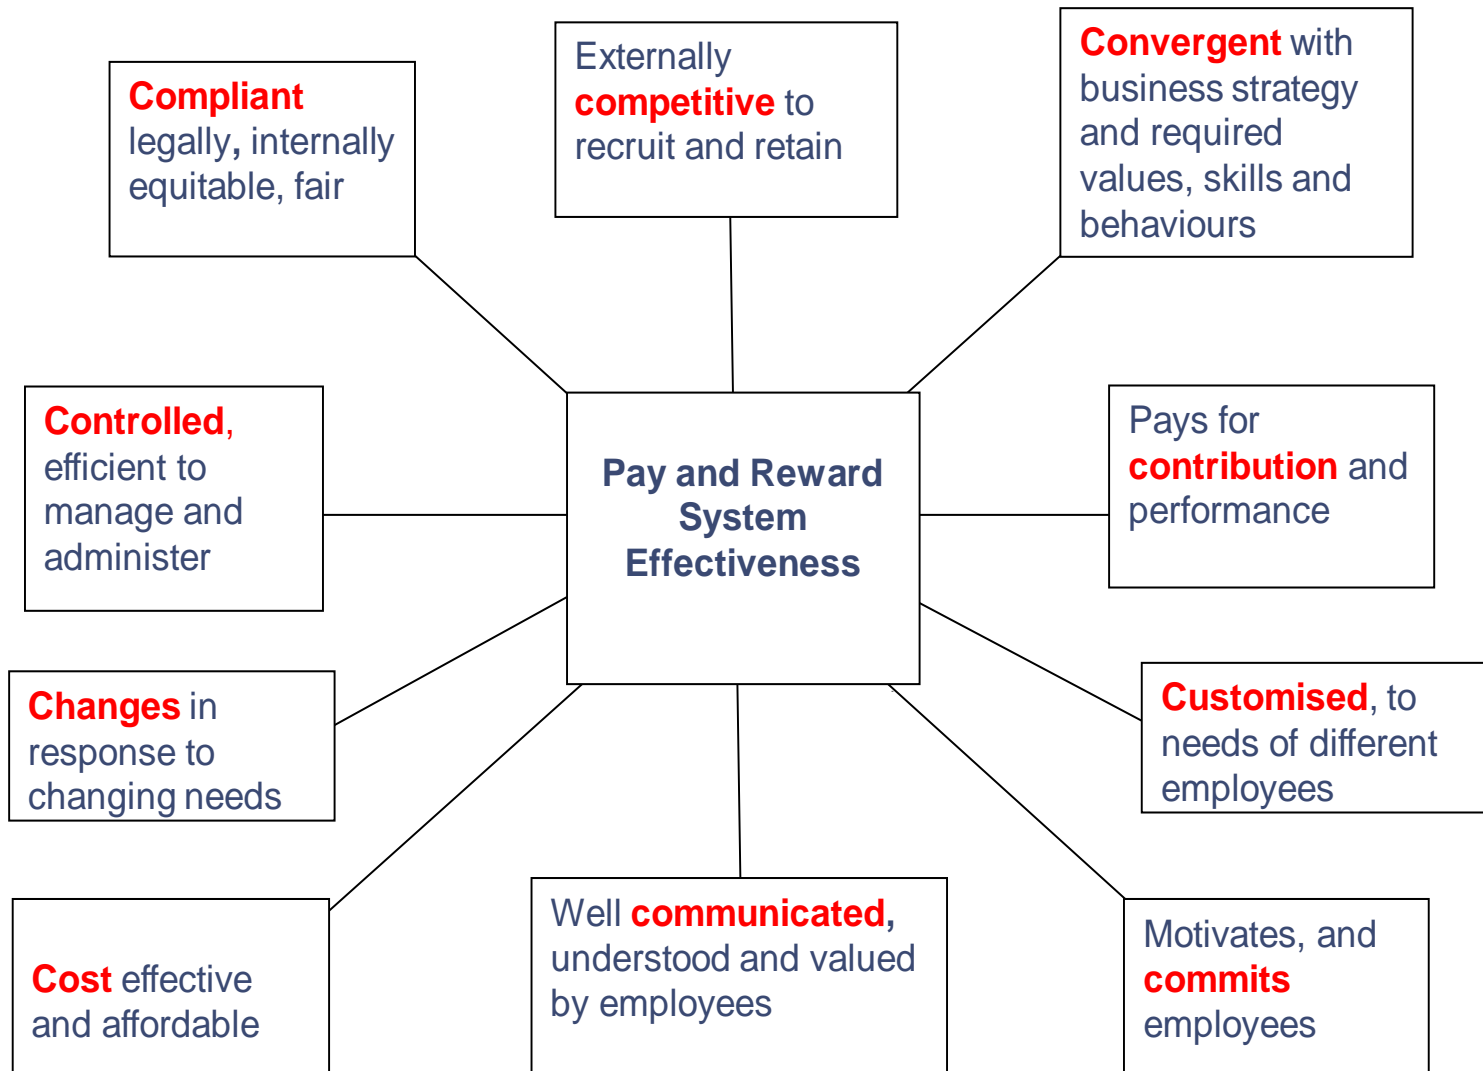 Compliant
legally, internally
equitable, fair
Externally
competitive to
recruit and retain
Convergent with
business strategy
and required
values, skills and
behaviours
Controlled,
efficient to
manage and
administer
Pay and Reward
System
Effectiveness
Pays for
contribution and
performance
Changes in
response to
changing needs
Customised, to
needs of different
employees
Cost effective
and affordable
Well communicated,
understood and valued
by employees
Motivates, and
commits
employees